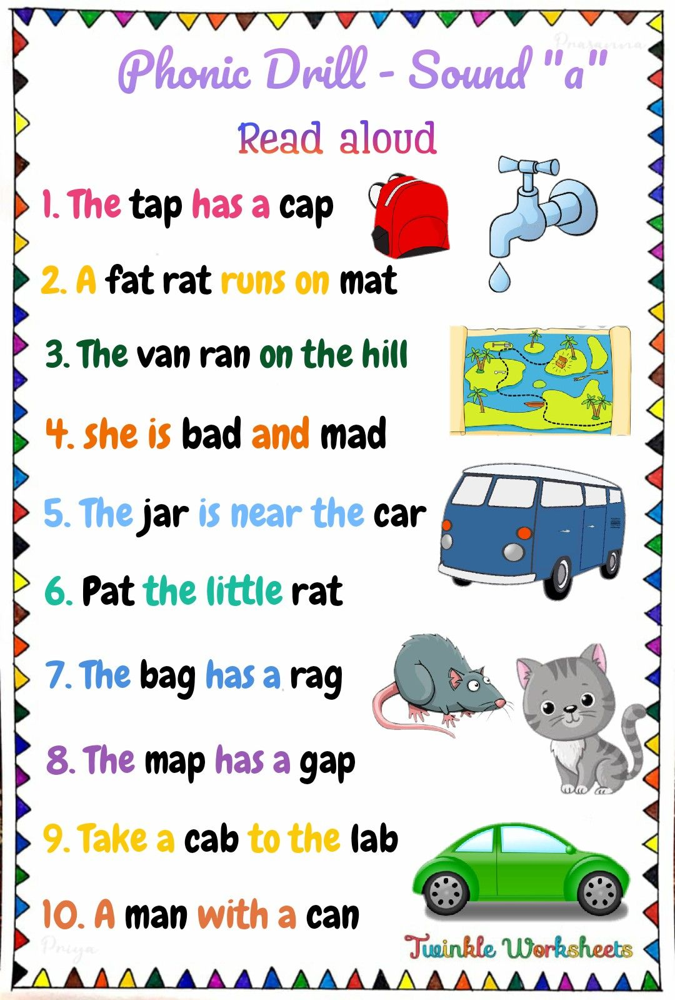 Prasanna
Phonic Drill - Sound "a"
Read aloud
1. The tap has a cap
2. A fat rat runs on mat
3. The van ran on the hill
4. she is bad and mad
5. The jar is near the car
6. Pat the little rat
7. The bag has a rag
8. The map has a gap
9. Take a cab to the lab
10. A man with a can
Priya
Twinkle Worksheets